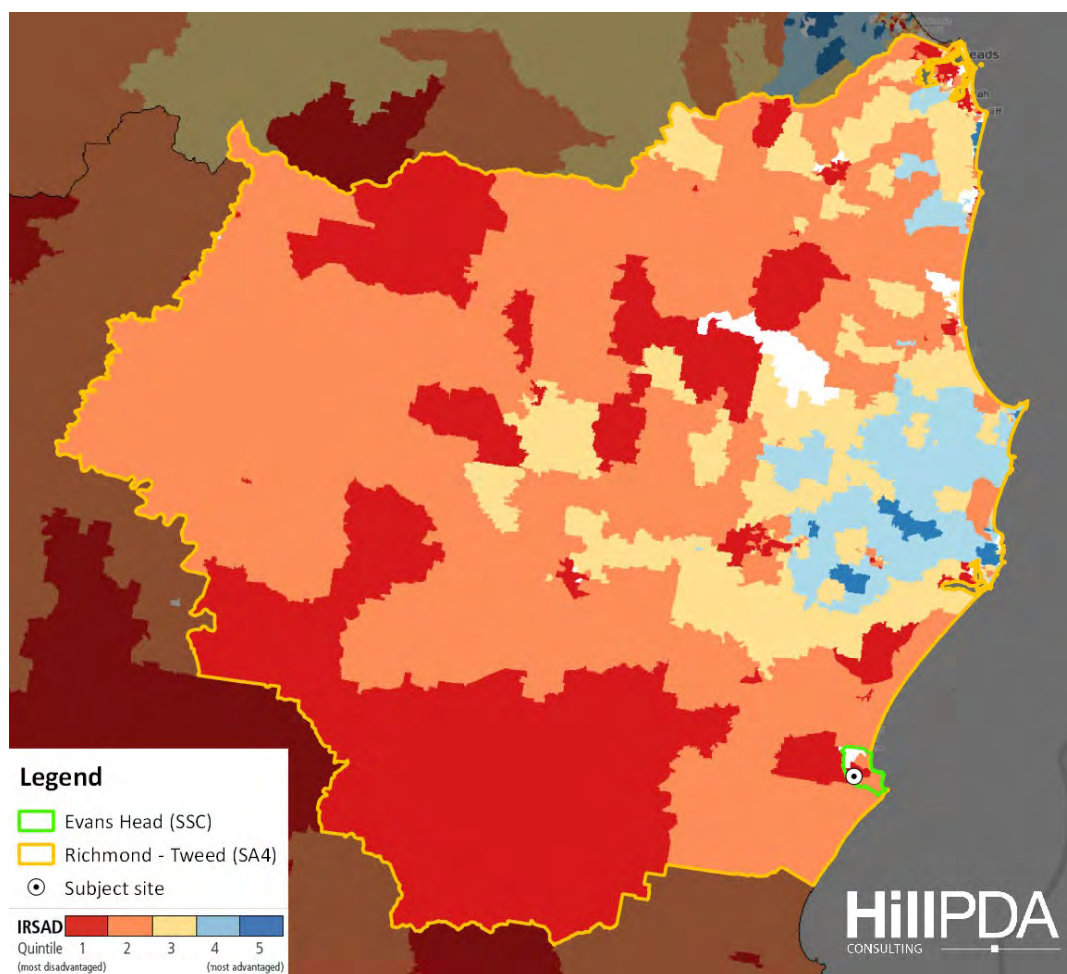 eads
Legend
Evans Head (SSC)
Richmond - Tweed (SA4)
Subject site
IRSAD
1 2 3 4 5
Quintile
(most disadvantaged) (most advantaged)
HillPDA
CONSULTING